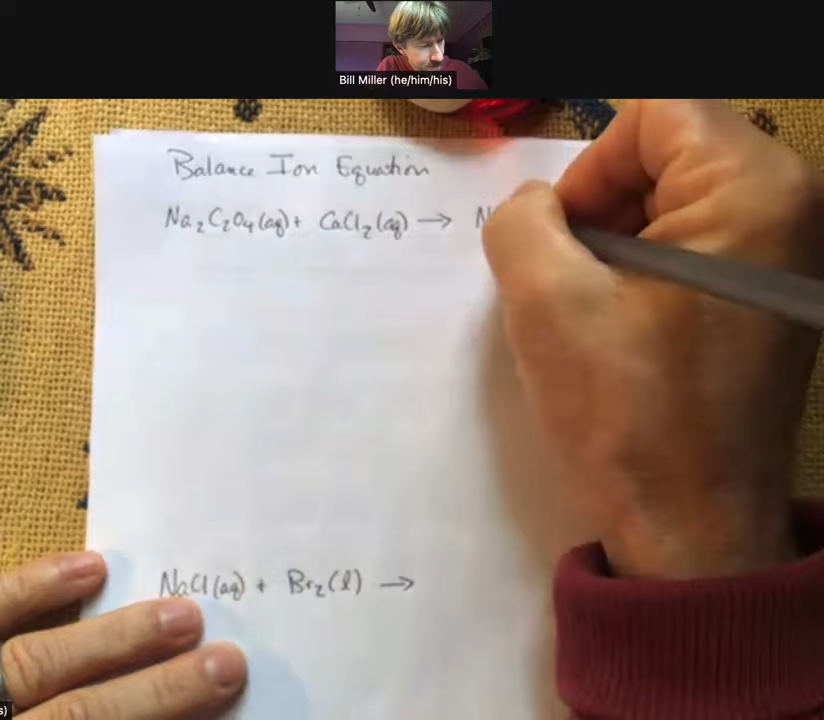 Bill Miller (he/him/his)
Balance Ion Equation
Na₂C₂O₄(aq) + CaCl₂(aq) → N
NaCl(aq) + Br₂(l) →
s)